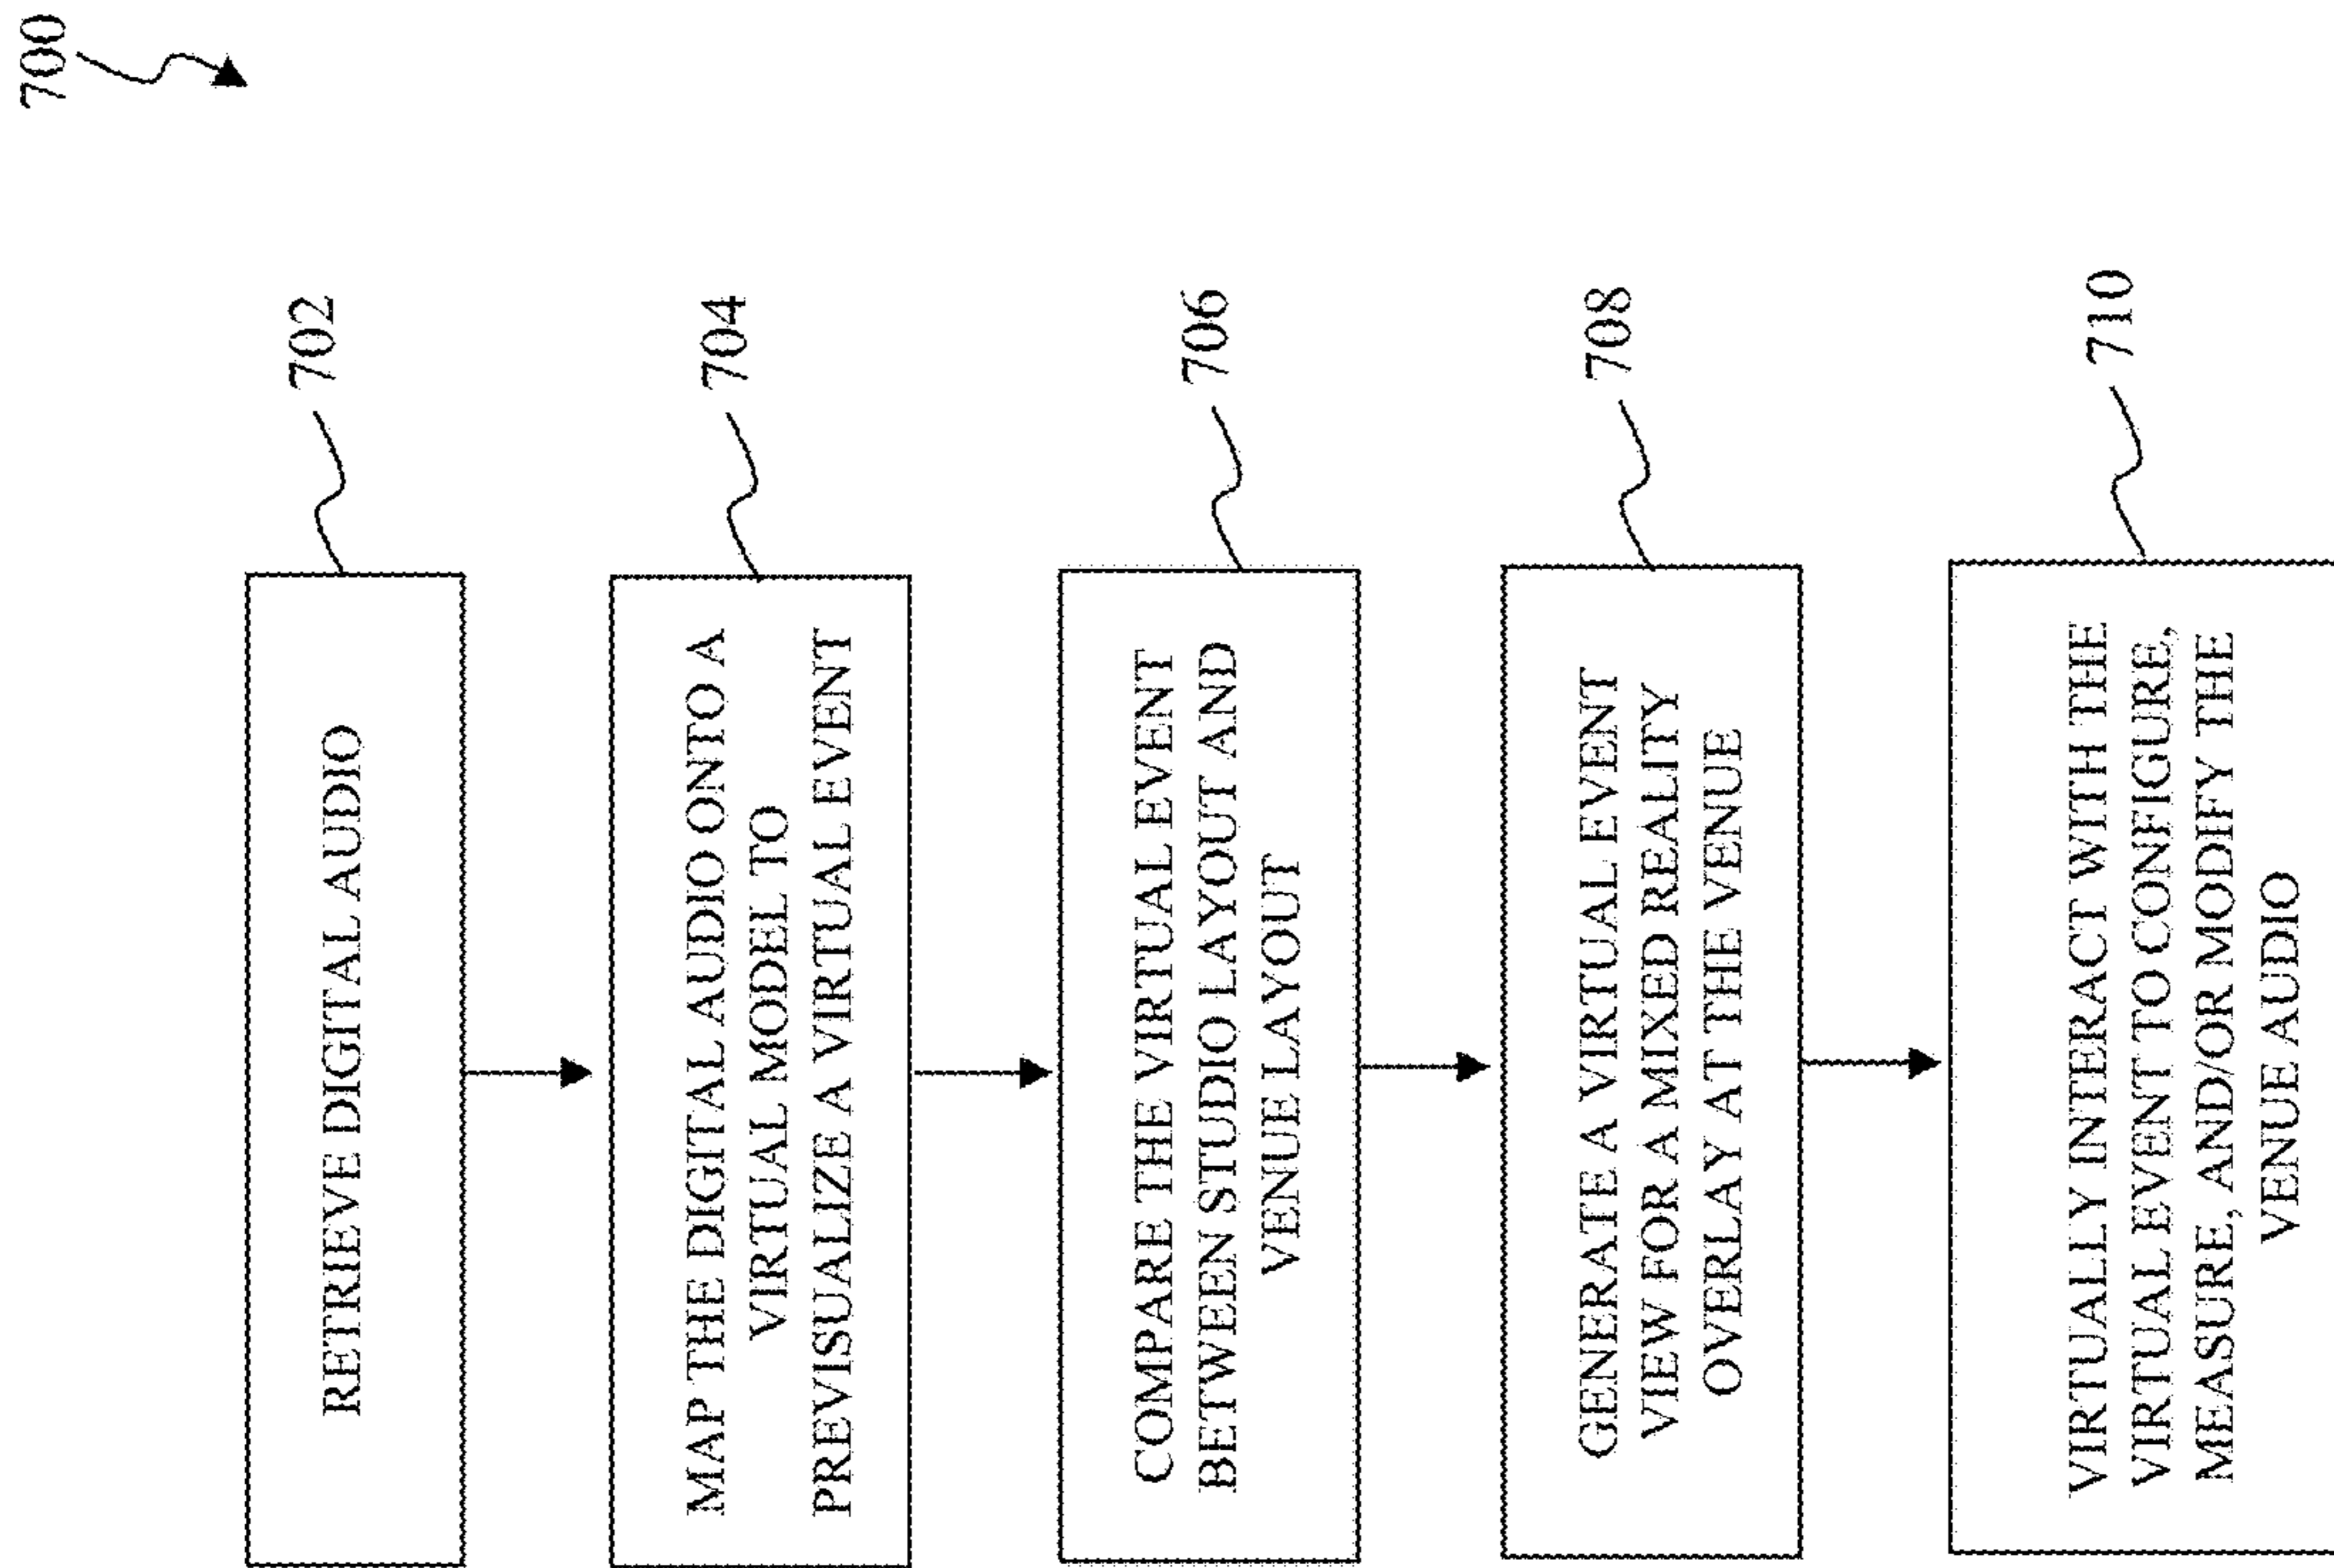 700
RETRIEVE DIGITAL AUDIO
702
MAP THE DIGITAL AUDIO ONTO A
VIRTUAL MODEL TO
PREVISUALIZE A VIRTUAL EVENT
704
COMPARE THE VIRTUAL EVENT
BETWEEN STUDIO LAYOUT AND
VENUE LAYOUT
706
GENERATE A VIRTUAL EVENT
VIEW FOR A MIXED REALITY
OVERLAY AT THE VENUE
708
VIRTUALLY INTERACT WITH THE
VIRTUAL EVENT TO CONFIGURE,
MEASURE, AND/OR MODIFY THE
VENUE AUDIO
710